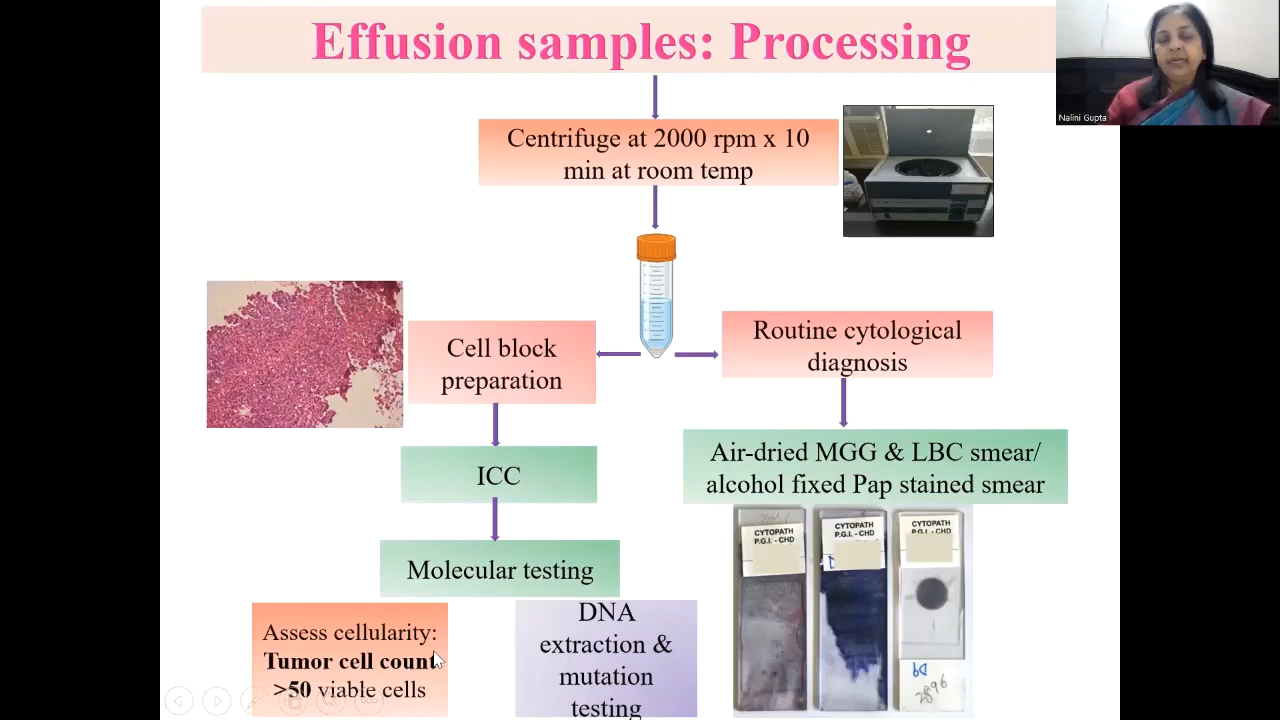 Effusion samples: Processing
Nalini Gupta
Centrifuge at 2000 rpm x 10
min at room temp
Cell block
preparation
Routine cytological
diagnosis
ICC
Air-dried MGG & LBC smear/
alcohol fixed Pap stained smear
Molecular testing
CYTOPATH
P.G.I. - CHD
CYTOPATH
P.G.I. - CHD
CYTOPATH
P.G.I. - CHD
Assess cellularity:
Tumor cell count
>50 viable cells
DNA
extraction &
mutation
testing
2896